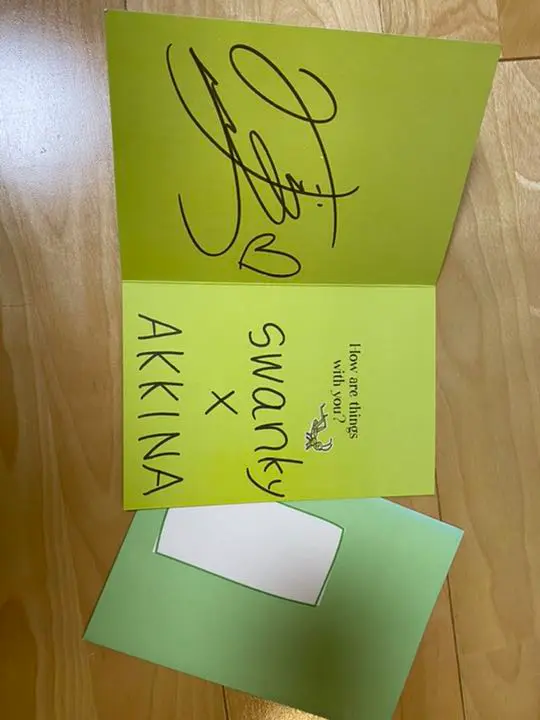 How are things
with you?
swanky
X
AKKINA